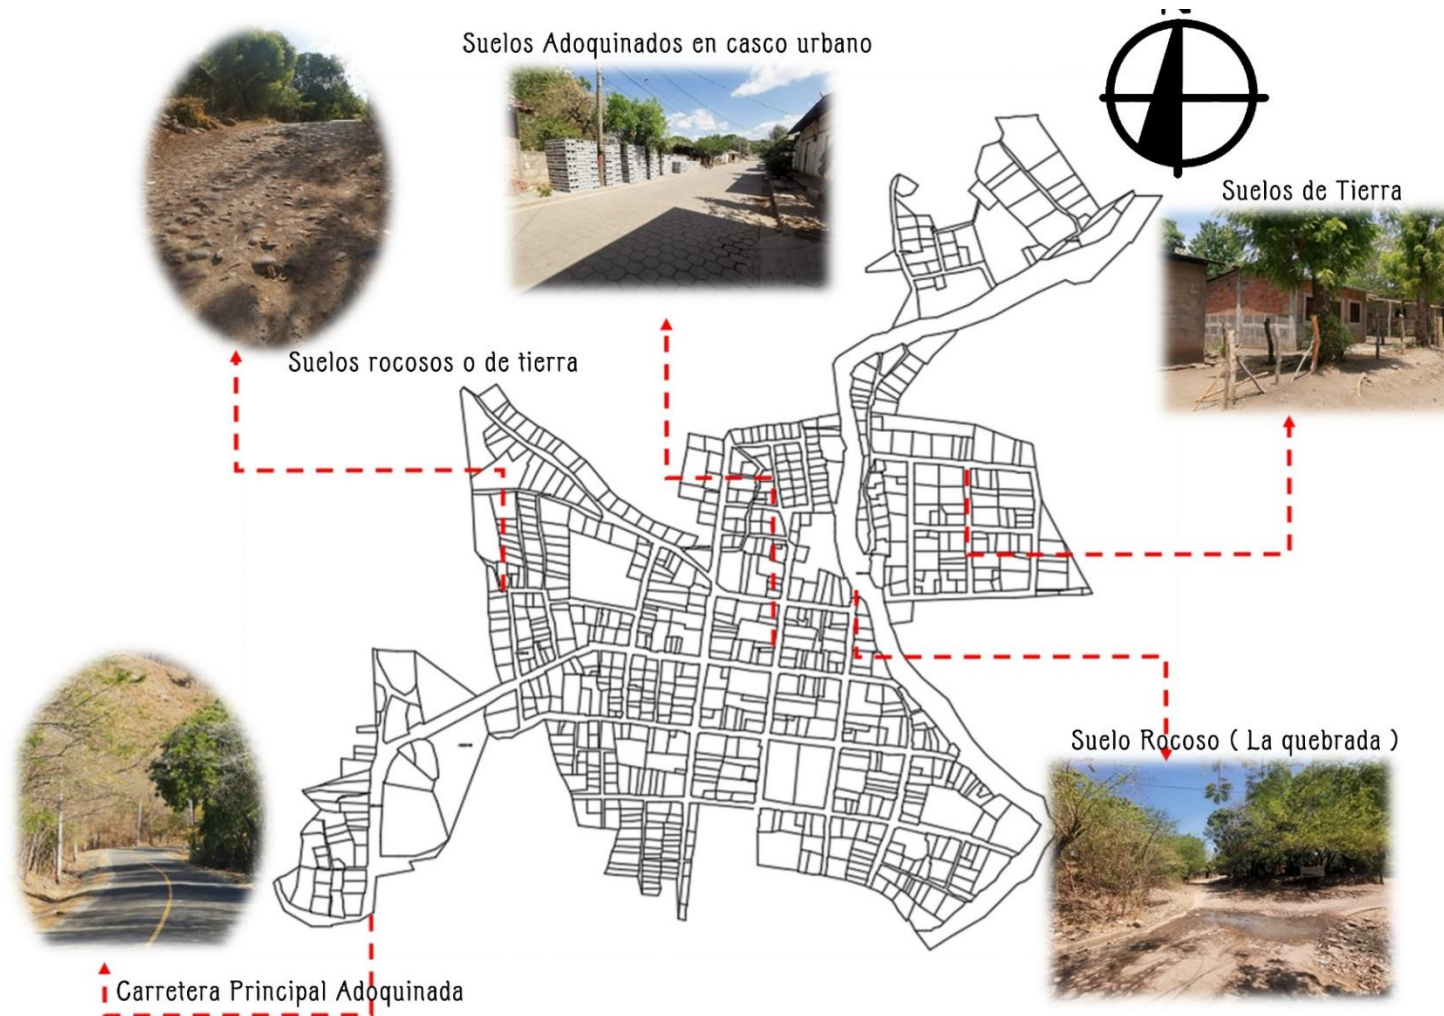 N
Suelos Adoquinados en casco urbano
Suelos de Tierra
Suelos rocosos o de tierra
Suelo Rocoso ( La quebrada )
Carretera Principal Adoquinada